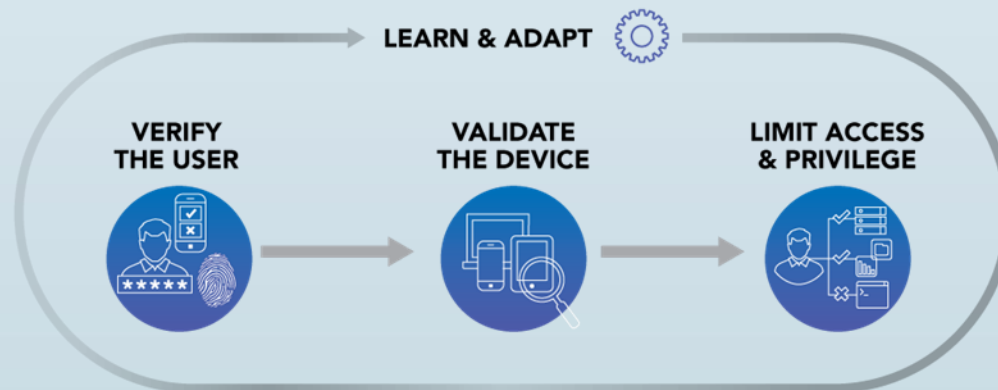 LEARN & ADAPT
VERIFY
THE USER
VALIDATE
THE DEVICE
LIMIT ACCESS
& PRIVILEGE
*****
>_